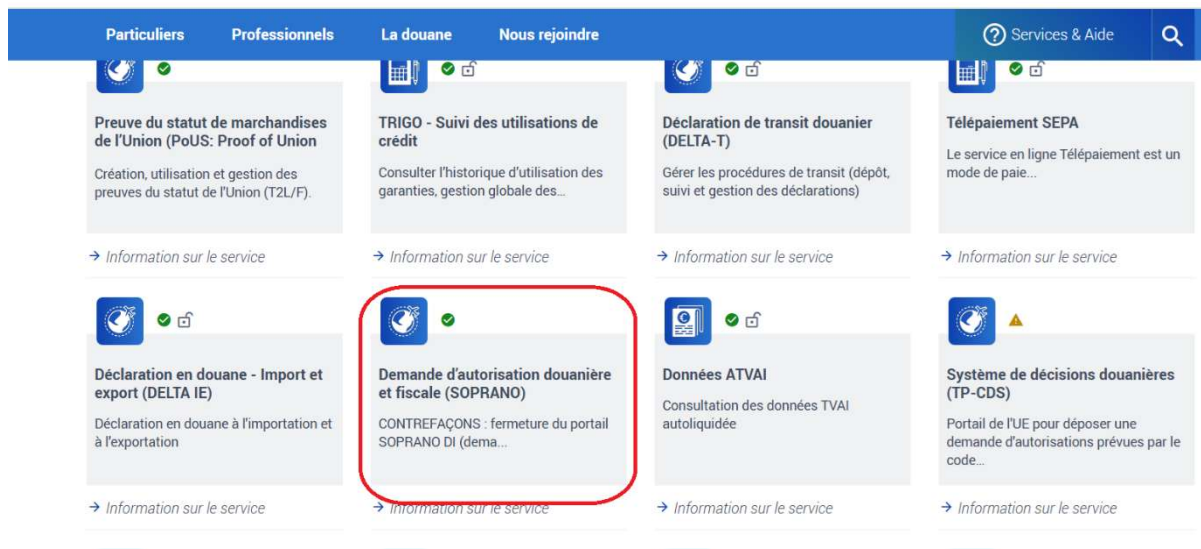 Particuliers Professionnels La douane Nous rejoindre Services & Aide
Preuve du statut de marchandises
de l'Union (PoUS: Proof of Union
Création, utilisation et gestion des
preuves du statut de l'Union (T2L/F).
→ Information sur le service
TRIGO - Suivi des utilisations de
crédit
Consulter l'historique d'utilisation des
garanties, gestion globale des...
→ Information sur le service
Déclaration de transit douanier
(DELTA-T)
Gérer les procédures de transit (dépôt,
suivi et gestion des déclarations)
→ Information sur le service
Télépaiement SEPA
Le service en ligne Télépaiement est un
mode de paie...
→ Information sur le service
Déclaration en douane - Import et
export (DELTA IE)
Déclaration en douane à l'importation et
à l'exportation
→ Information sur le service
Demande d'autorisation douanière
et fiscale (SOPRANO)
CONTREFAÇONS : fermeture du portail
SOPRANO DI (dema...
→ Information sur le service
Données ATVAI
Consultation des données TVAI
autoliquidée
→ Information sur le service
Système de décisions douanières
(TP-CDS)
Portail de l'UE pour déposer une
demande d'autorisations prévues par le
code...
→ Information sur le service